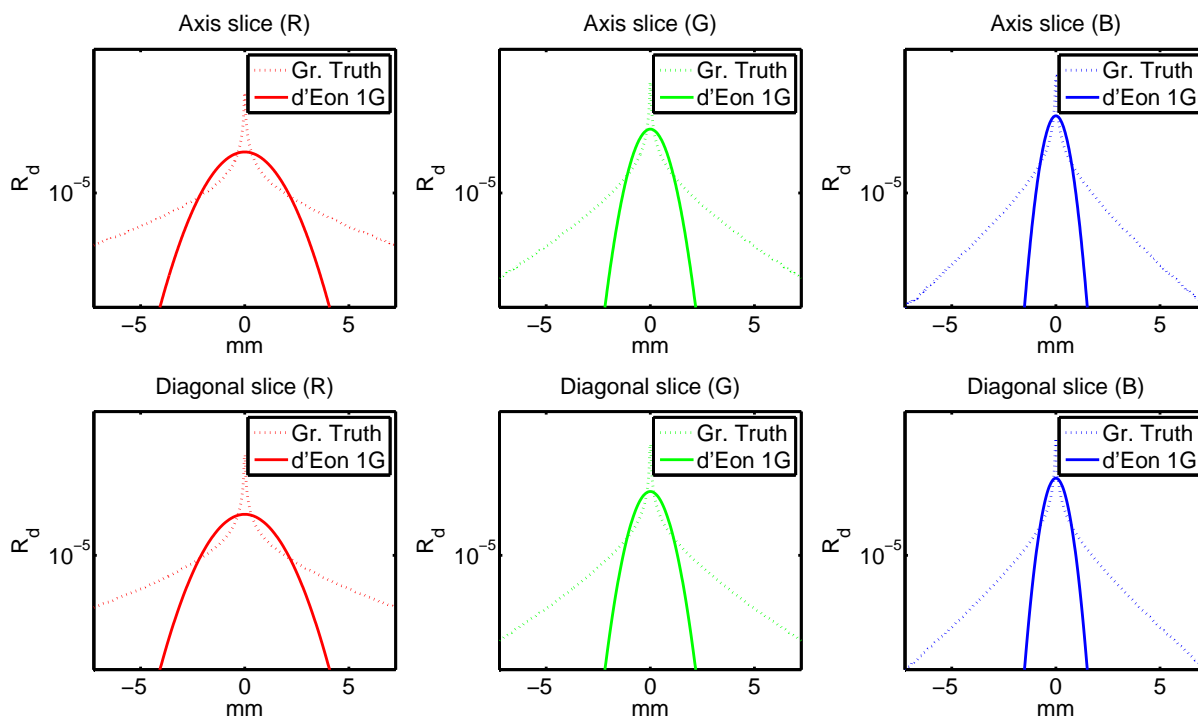 Axis slice (R)
Gr. Truth
d'Eon 1G
R_d
10^−5
−5 0 5
mm
Axis slice (G)
Gr. Truth
d'Eon 1G
R_d
10^−5
−5 0 5
mm
Axis slice (B)
Gr. Truth
d'Eon 1G
R_d
10^−5
−5 0 5
mm
Diagonal slice (R)
Gr. Truth
d'Eon 1G
R_d
10^−5
−5 0 5
mm
Diagonal slice (G)
Gr. Truth
d'Eon 1G
R_d
10^−5
−5 0 5
mm
Diagonal slice (B)
Gr. Truth
d'Eon 1G
R_d
10^−5
−5 0 5
mm